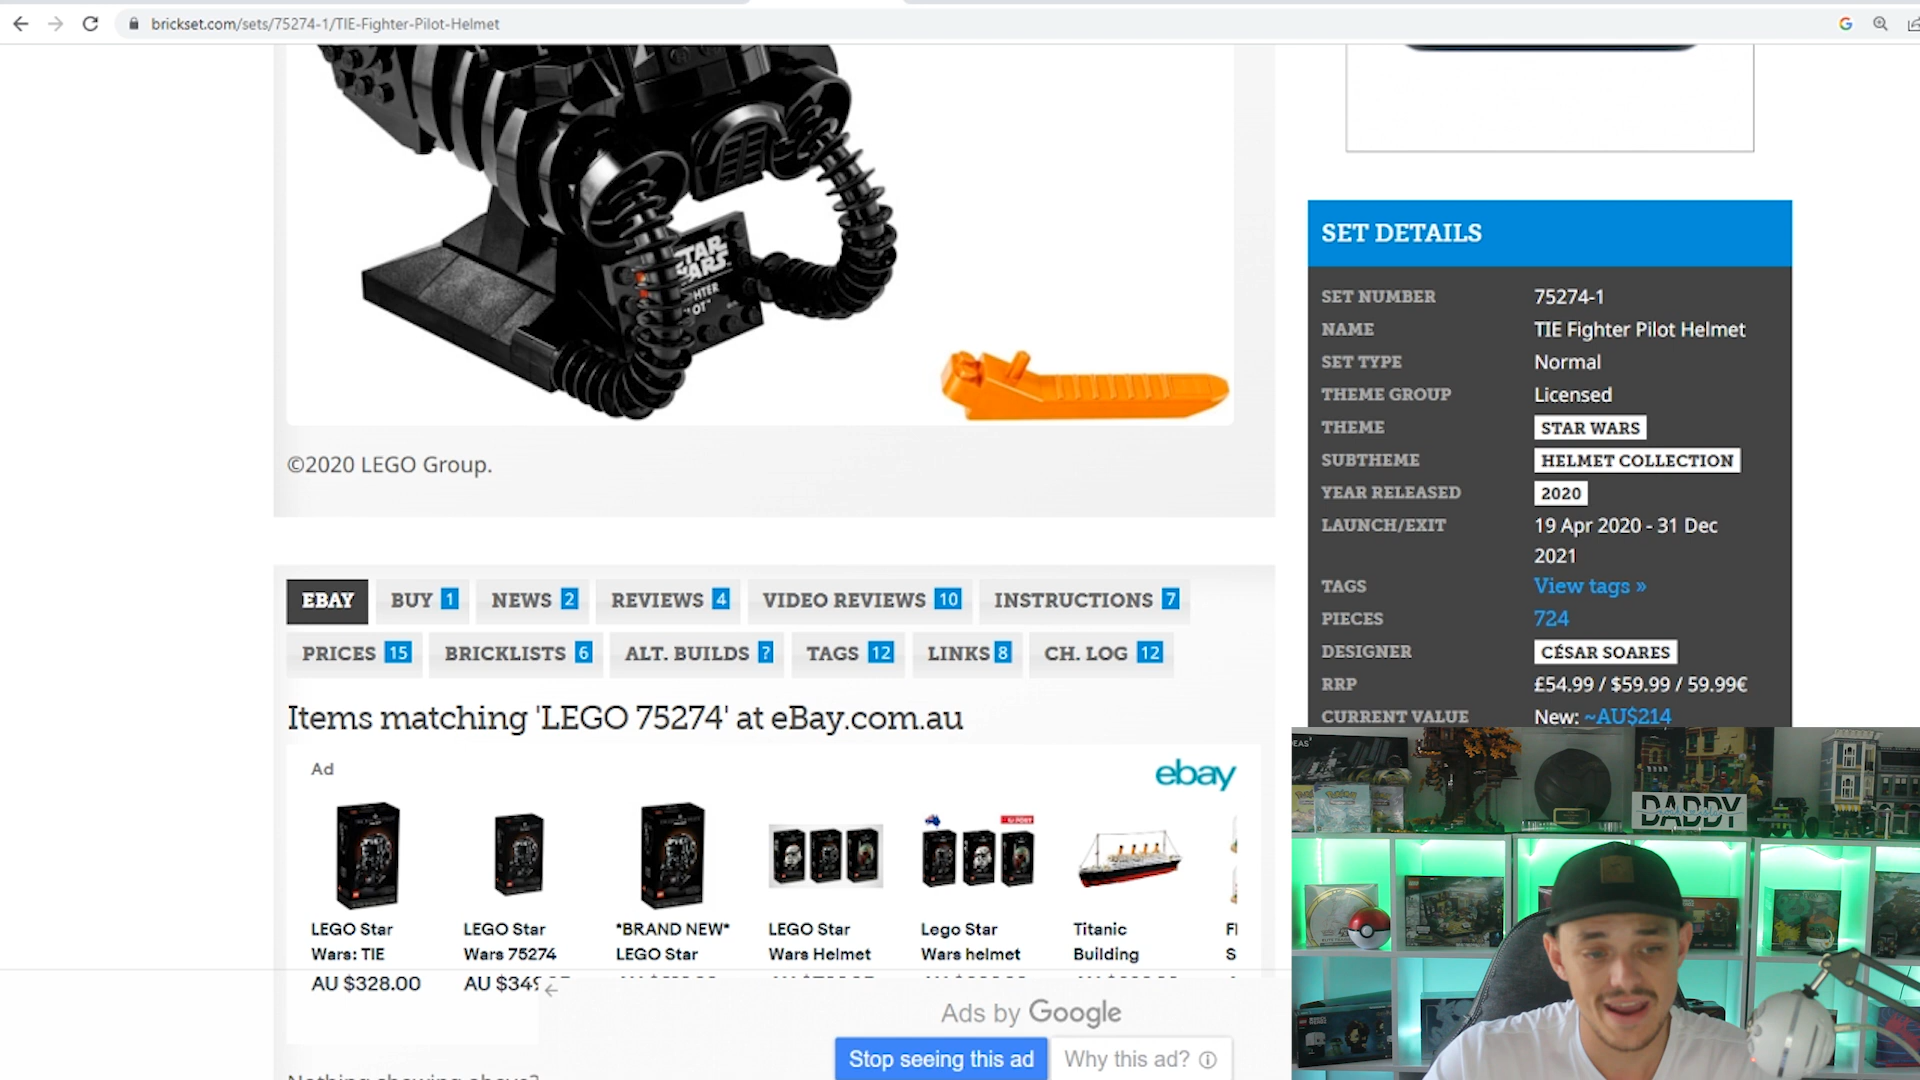 brickset.com/sets/75274-1/TIE-Fighter-Pilot-Helmet
STAR
WARS
©2020 LEGO Group.
EBAY
BUY 1
NEWS 2
REVIEWS 4
VIDEO REVIEWS 10
INSTRUCTIONS 7
PRICES 15
BRICKLISTS 6
ALT. BUILDS ?
TAGS 12
LINKS 8
CH. LOG 12
Items matching 'LEGO 75274' at eBay.com.au
Ad
ebay
LEGO Star
Wars: TIE
AU $328.00
LEGO Star
Wars 75274
*BRAND NEW*
LEGO Star
LEGO Star
Wars Helmet
Lego Star
Wars helmet
Titanic
Building
Ads by Google
Stop seeing this ad
Why this ad?
SET DETAILS
SET NUMBER 75274-1
NAME TIE Fighter Pilot Helmet
SET TYPE Normal
THEME GROUP Licensed
THEME STAR WARS
SUBTHEME HELMET COLLECTION
YEAR RELEASED 2020
LAUNCH/EXIT 19 Apr 2020 - 31 Dec
2021
TAGS View tags »
PIECES 724
DESIGNER CÉSAR SOARES
RRP £54.99 / $59.99 / 59.99€
CURRENT VALUE New: ~AU$214
DADDY